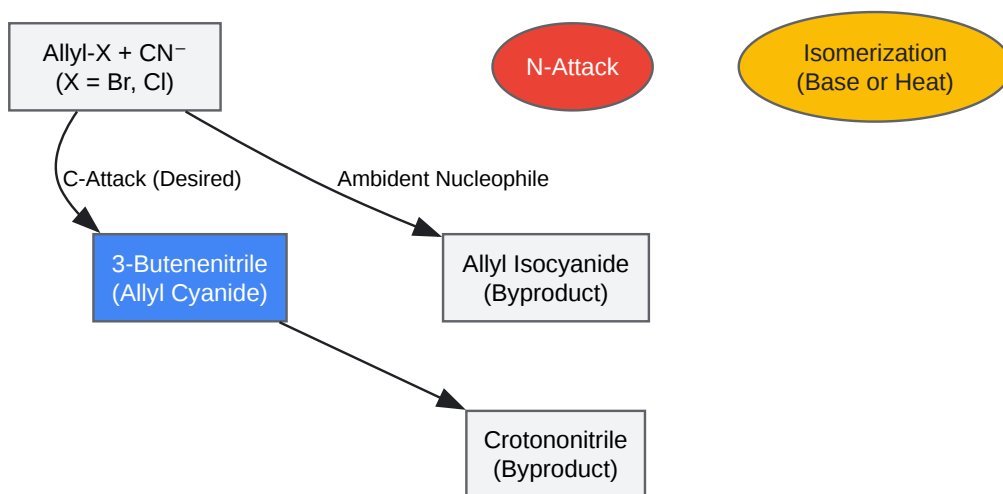 Allyl-X + CN⁻
(X = Br, Cl)
N-Attack
Isomerization
(Base or Heat)
C-Attack (Desired)
Ambident Nucleophile
3-Butenenitrile
(Allyl Cyanide)
Allyl Isocyanide
(Byproduct)
Crotononitrile
(Byproduct)